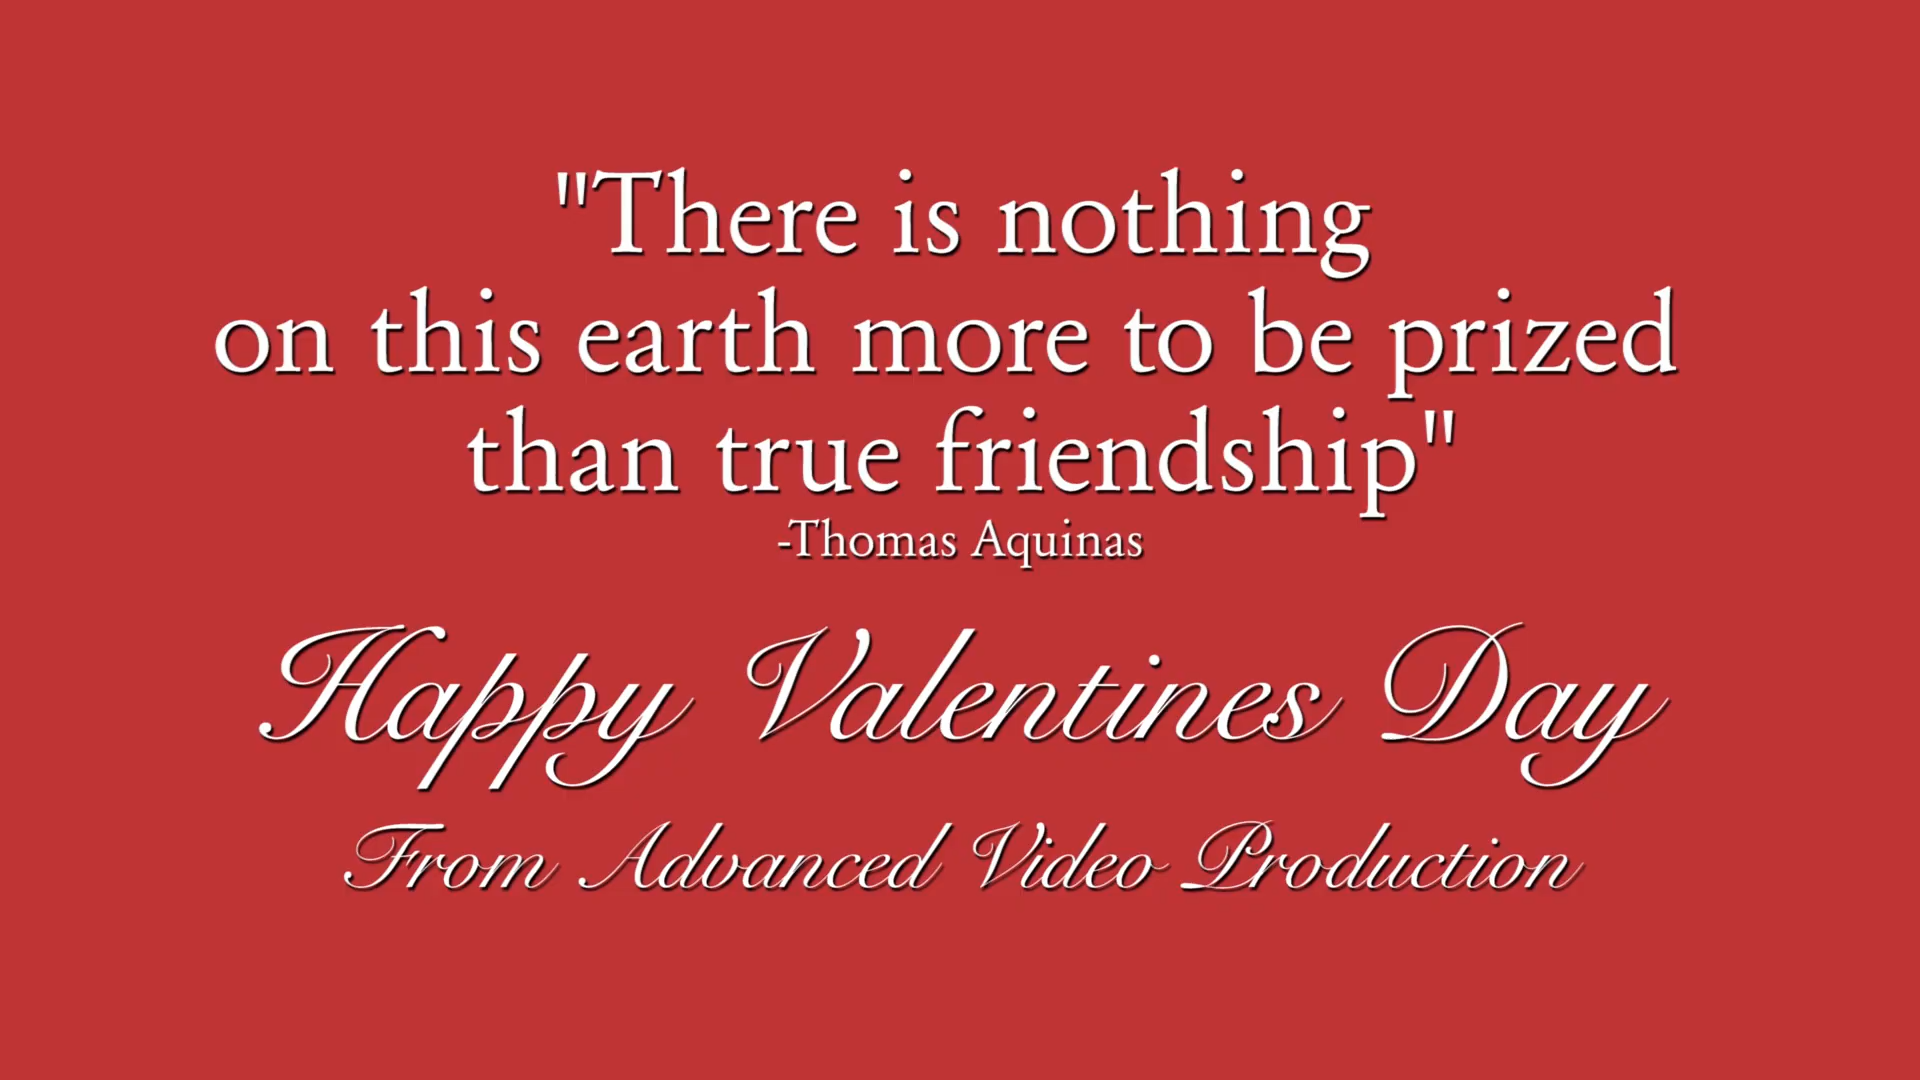 "There is nothing
on this earth more to be prized
than true friendship"
-Thomas Aquinas
Happy Valentines Day
From Advanced Video Production